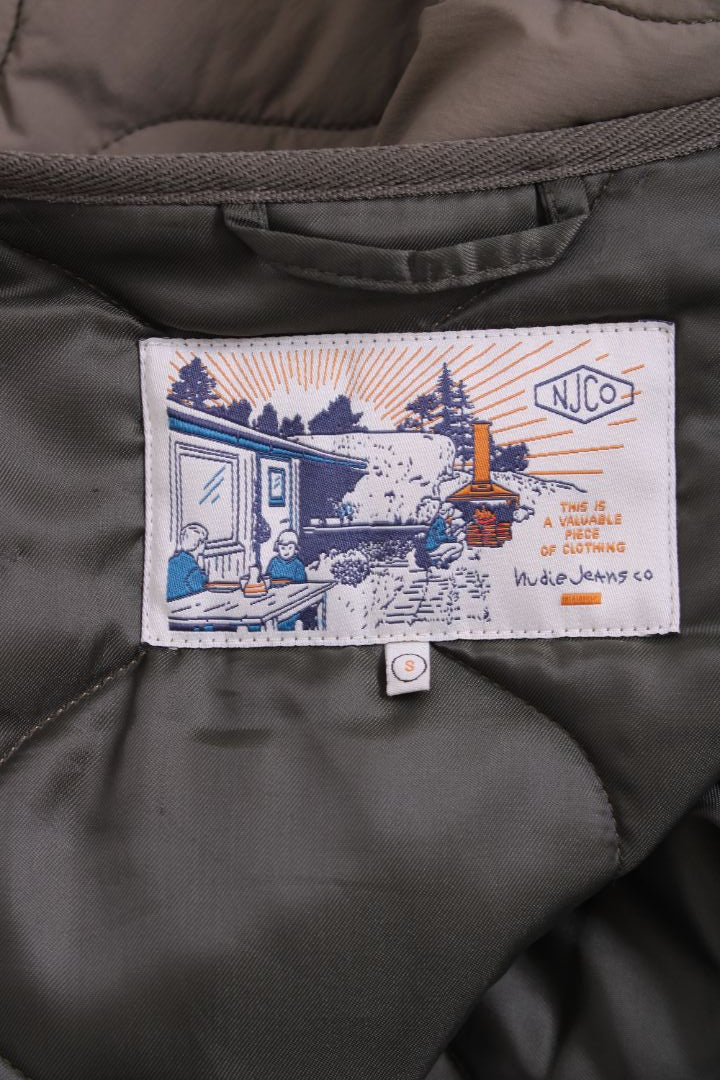 NJCo
THIS IS
A VALUABLE
PIECE
OF CLOTHING
nudie Jeans co
S